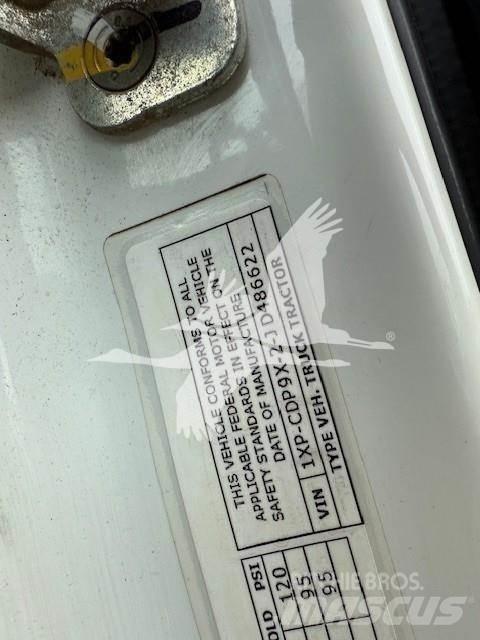 THIS VEHICLE CONFORMS TO ALL
APPLICABLE FEDERAL MOTOR VEHICLE
SAFETY STANDARDS IN EFFECT ON THE
DATE OF MANUFACTURE
VIN 1XP-CDP9X-2-JD486622
TYPE VEH. TRUCK TRACTOR
OLD PSI
120
95
95
RITCHIE BROS.
MASCUS
®